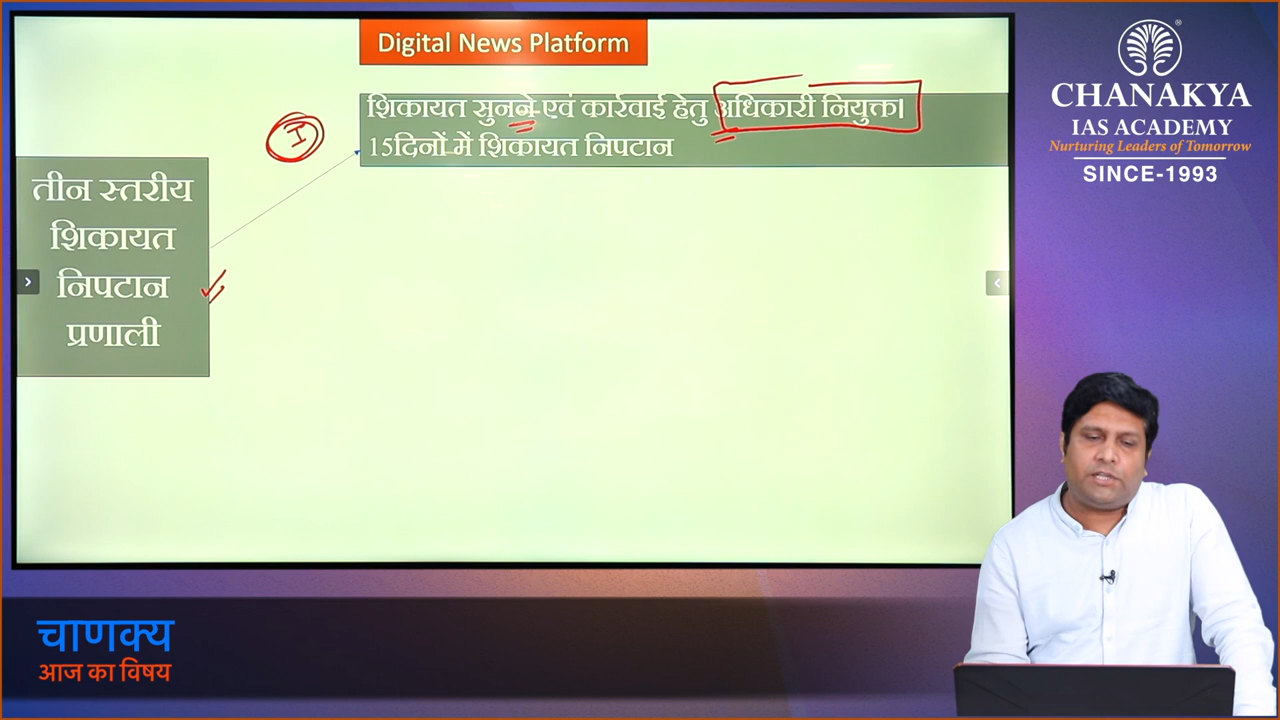 Digital News Platform
शिकायत सुनने एवं कार्रवाई हेतु अधिकारी नियुक्त।
15दिनों में शिकायत निपटान
I
तीन स्तरीय
शिकायत
निपटान
प्रणाली
CHANAKYA
IAS ACADEMY
Nurturing Leaders of Tomorrow
SINCE-1993
चाणक्य
आज का विषय